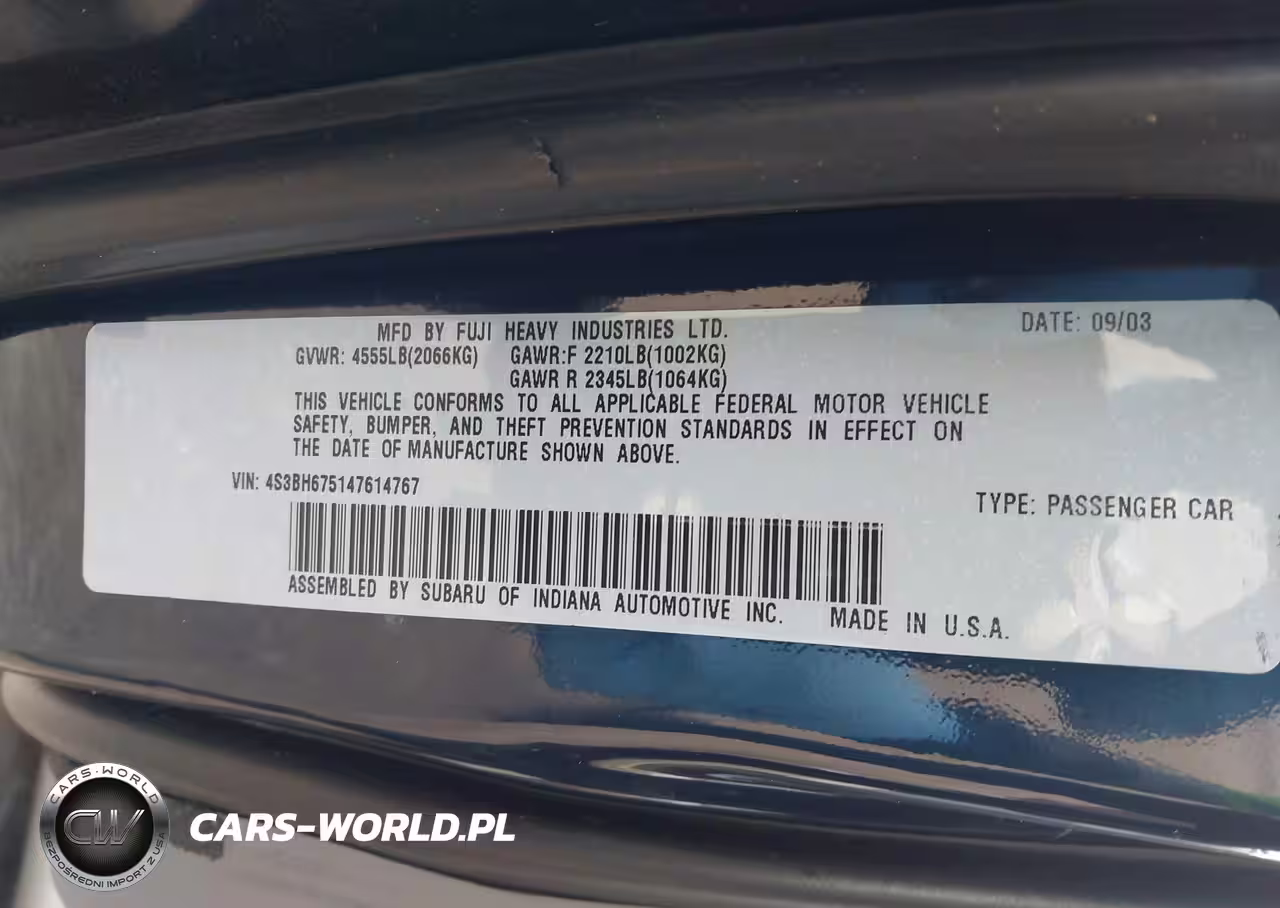 MFD BY FUJI HEAVY INDUSTRIES LTD. DATE: 09/03
GVWR: 4555LB(2066KG) GAWR:F 2210LB(1002KG)
GAWR R 2345LB(1064KG)
THIS VEHICLE CONFORMS TO ALL APPLICABLE FEDERAL MOTOR VEHICLE
SAFETY, BUMPER, AND THEFT PREVENTION STANDARDS IN EFFECT ON
THE DATE OF MANUFACTURE SHOWN ABOVE.
VIN: 4S3BH675147614767
TYPE: PASSENGER CAR
ASSEMBLED BY SUBARU OF INDIANA AUTOMOTIVE INC. MADE IN U.S.A.
CARS-WORLD
CW
BEZPOŚREDNI IMPORT Z USA
CARS-WORLD.PL